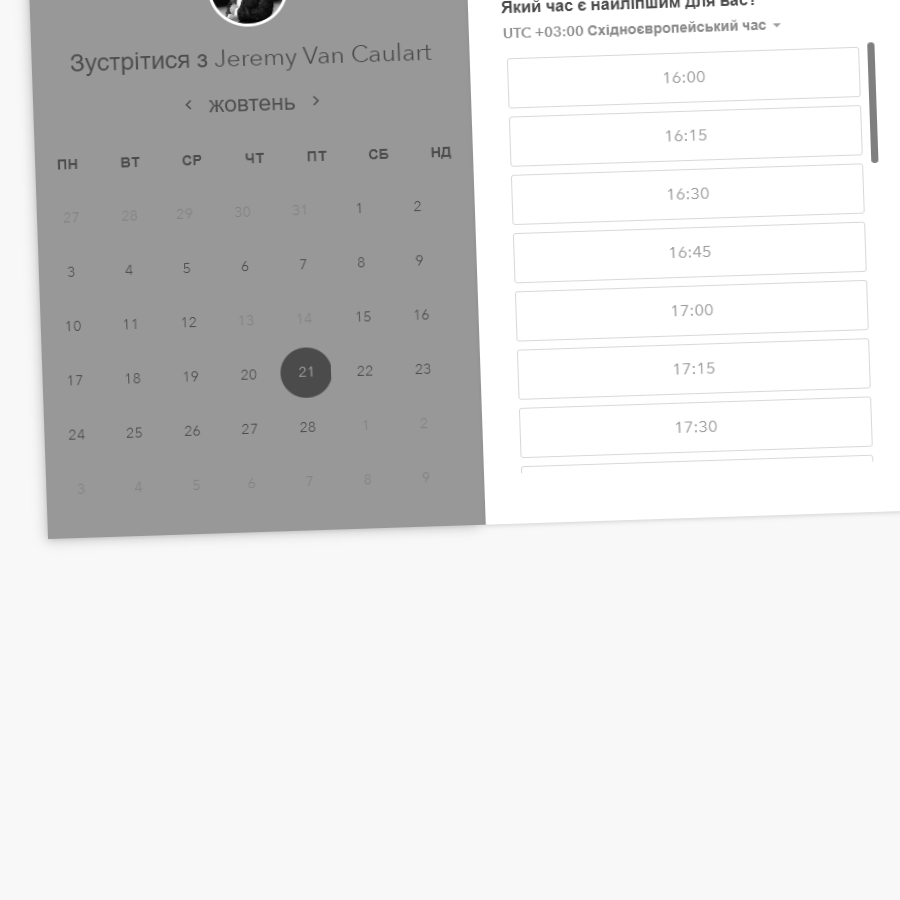 Зустрітися з Jeremy Van Caulart
жовтень
ПН ВТ СР ЧТ ПТ СБ НД
27 28 29 30 31 1 2
3 4 5 6 7 8 9
10 11 12 13 14 15 16
17 18 19 20 21 22 23
24 25 26 27 28 1 2
3 4 5 6 7 8 9
Який час є найліпшим для вас?
UTC +03:00 Східноєвропейський час
16:00
16:15
16:30
16:45
17:00
17:15
17:30